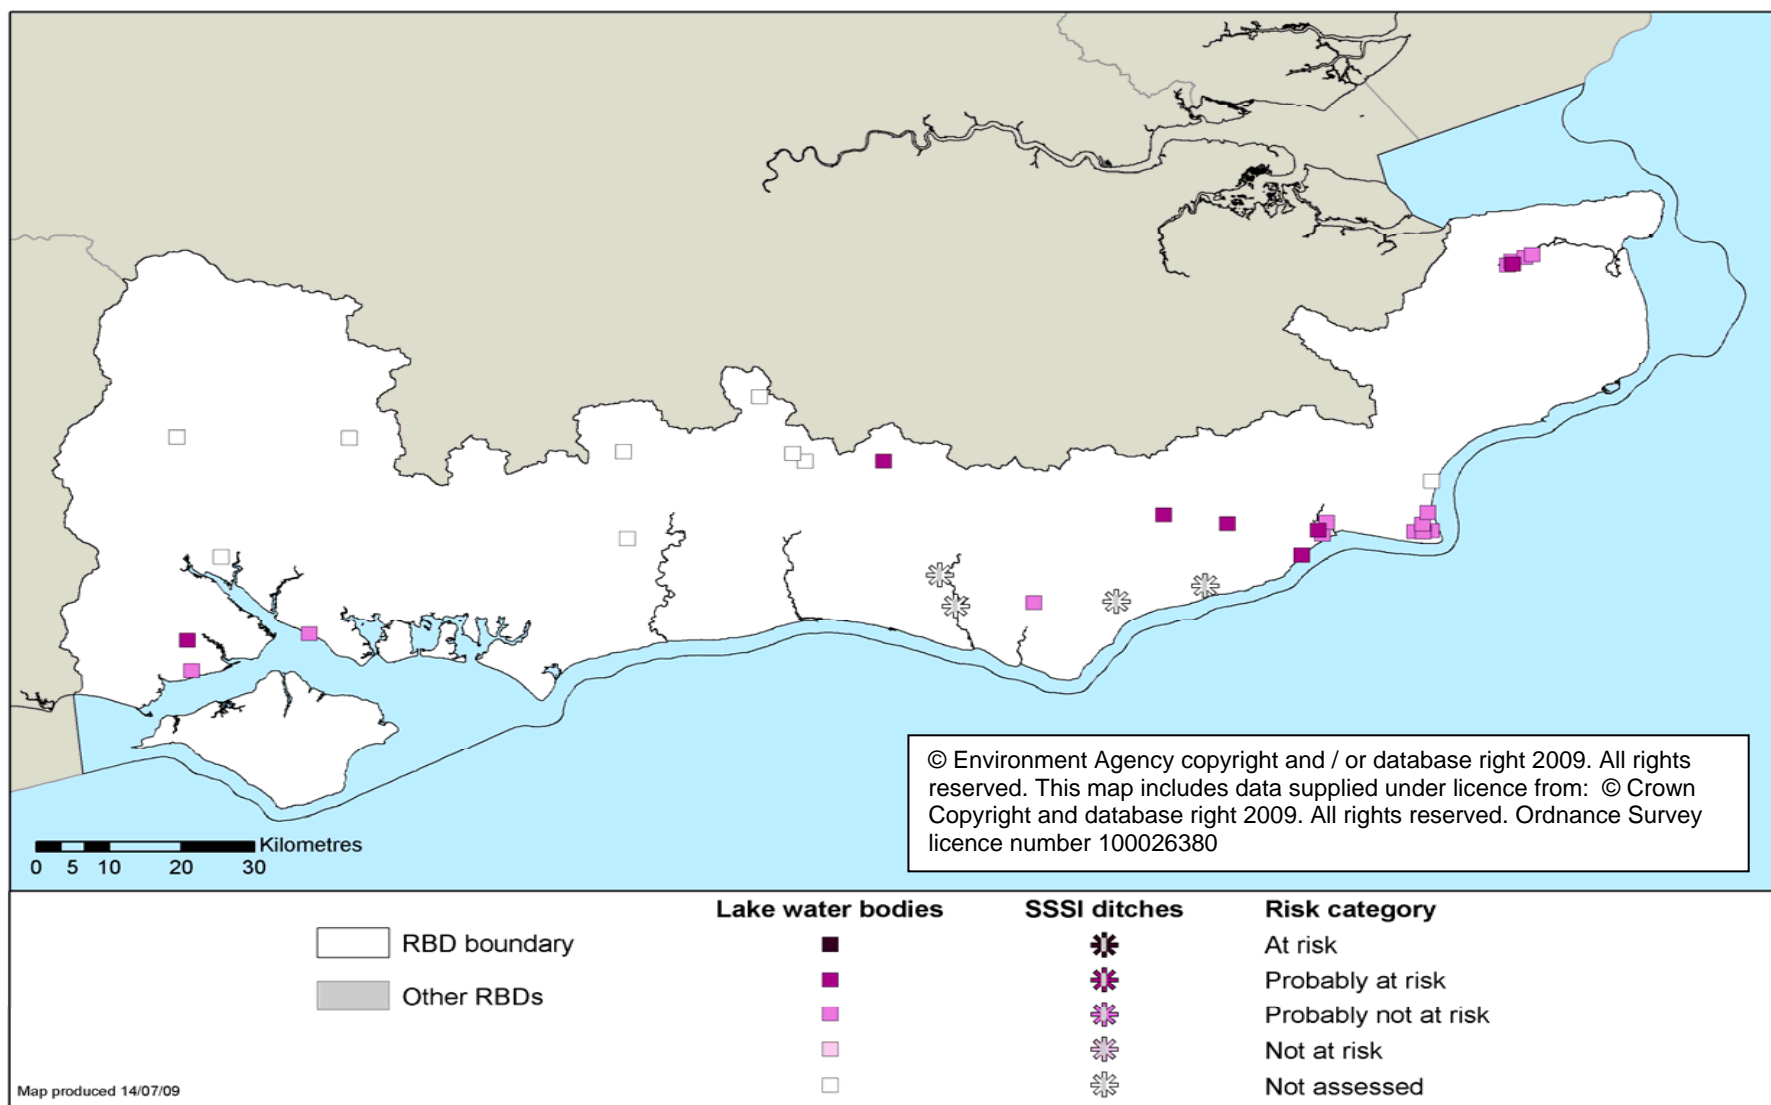 © Environment Agency copyright and / or database right 2009. All rights
reserved. This map includes data supplied under licence from:  © Crown
Copyright and database right 2009. All rights reserved. Ordnance Survey
licence number 100026380
Kilometres
0 5 10 20 30
Lake water bodies SSSI ditches Risk category
RBD boundary At risk
Other RBDs Probably at risk
Probably not at risk
Not at risk
Not assessed
Map produced 14/07/09